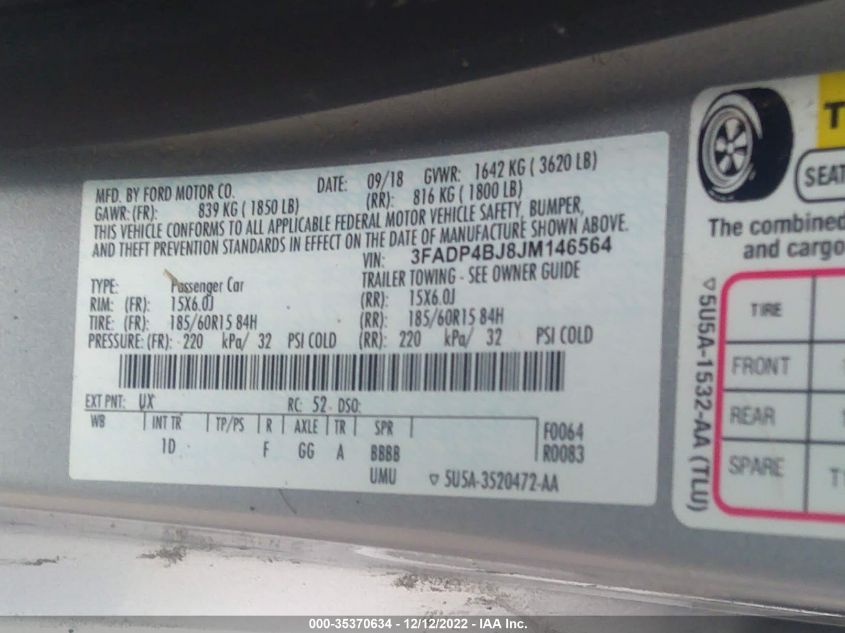 MFD. BY FORD MOTOR CO. DATE: 09/18 GVWR: 1642 KG ( 3620 LB)
GAWR: (FR): 839 KG ( 1850 LB) (RR): 816 KG ( 1800 LB)
THIS VEHICLE CONFORMS TO ALL APPLICABLE FEDERAL MOTOR VEHICLE SAFETY, BUMPER,
AND THEFT PREVENTION STANDARDS IN EFFECT ON THE DATE OF MANUFACTURE SHOWN ABOVE.
VIN: 3FADP4BJ8JM146564
TYPE: Passenger Car TRAILER TOWING - SEE OWNER GUIDE
RIM: (FR): 15X6.0J (RR): 15X6.0J
TIRE: (FR): 185/60R15 84H (RR): 185/60R15 84H
PRESSURE: (FR): 220 kPa/ 32 PSI COLD (RR): 220 kPa/ 32 PSI COLD
EXT PNT: UX RC: 52 DSO:
WB INT TR TP/PS R AXLE TR SPR F0064
1D F GG A BBBB R0083
UMU 5U5A-3520472-AA
SEAT
The combined
and cargo
5U5A-1532-AA (TLU)
TIRE
FRONT
REAR
SPARE
000-35370634 - 12/12/2022 - IAA Inc.